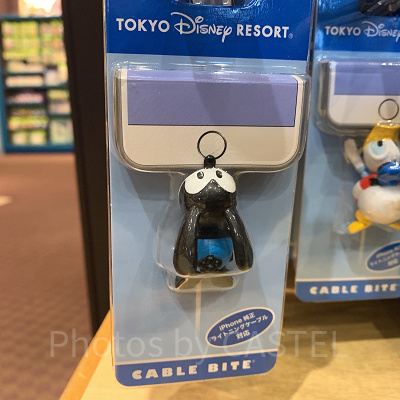 TOKYO Disney RESORT®
TOKYO Disney
iPhone 純正
ライトニングケーブル
対応
CABLE BITE®
CABLE BITE®
Photos by CASTEL